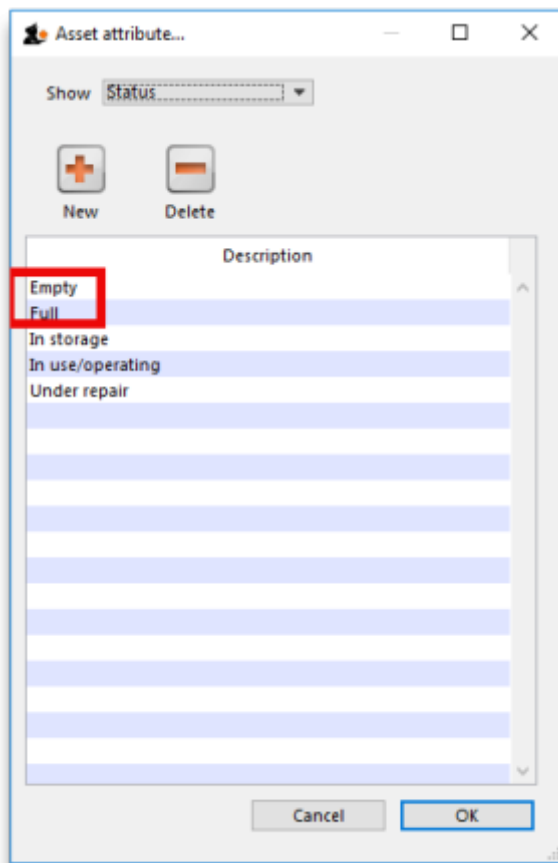 Asset attribute...
Show Status
New Delete
Description
Empty
Full
In storage
In use/operating
Under repair
Cancel OK